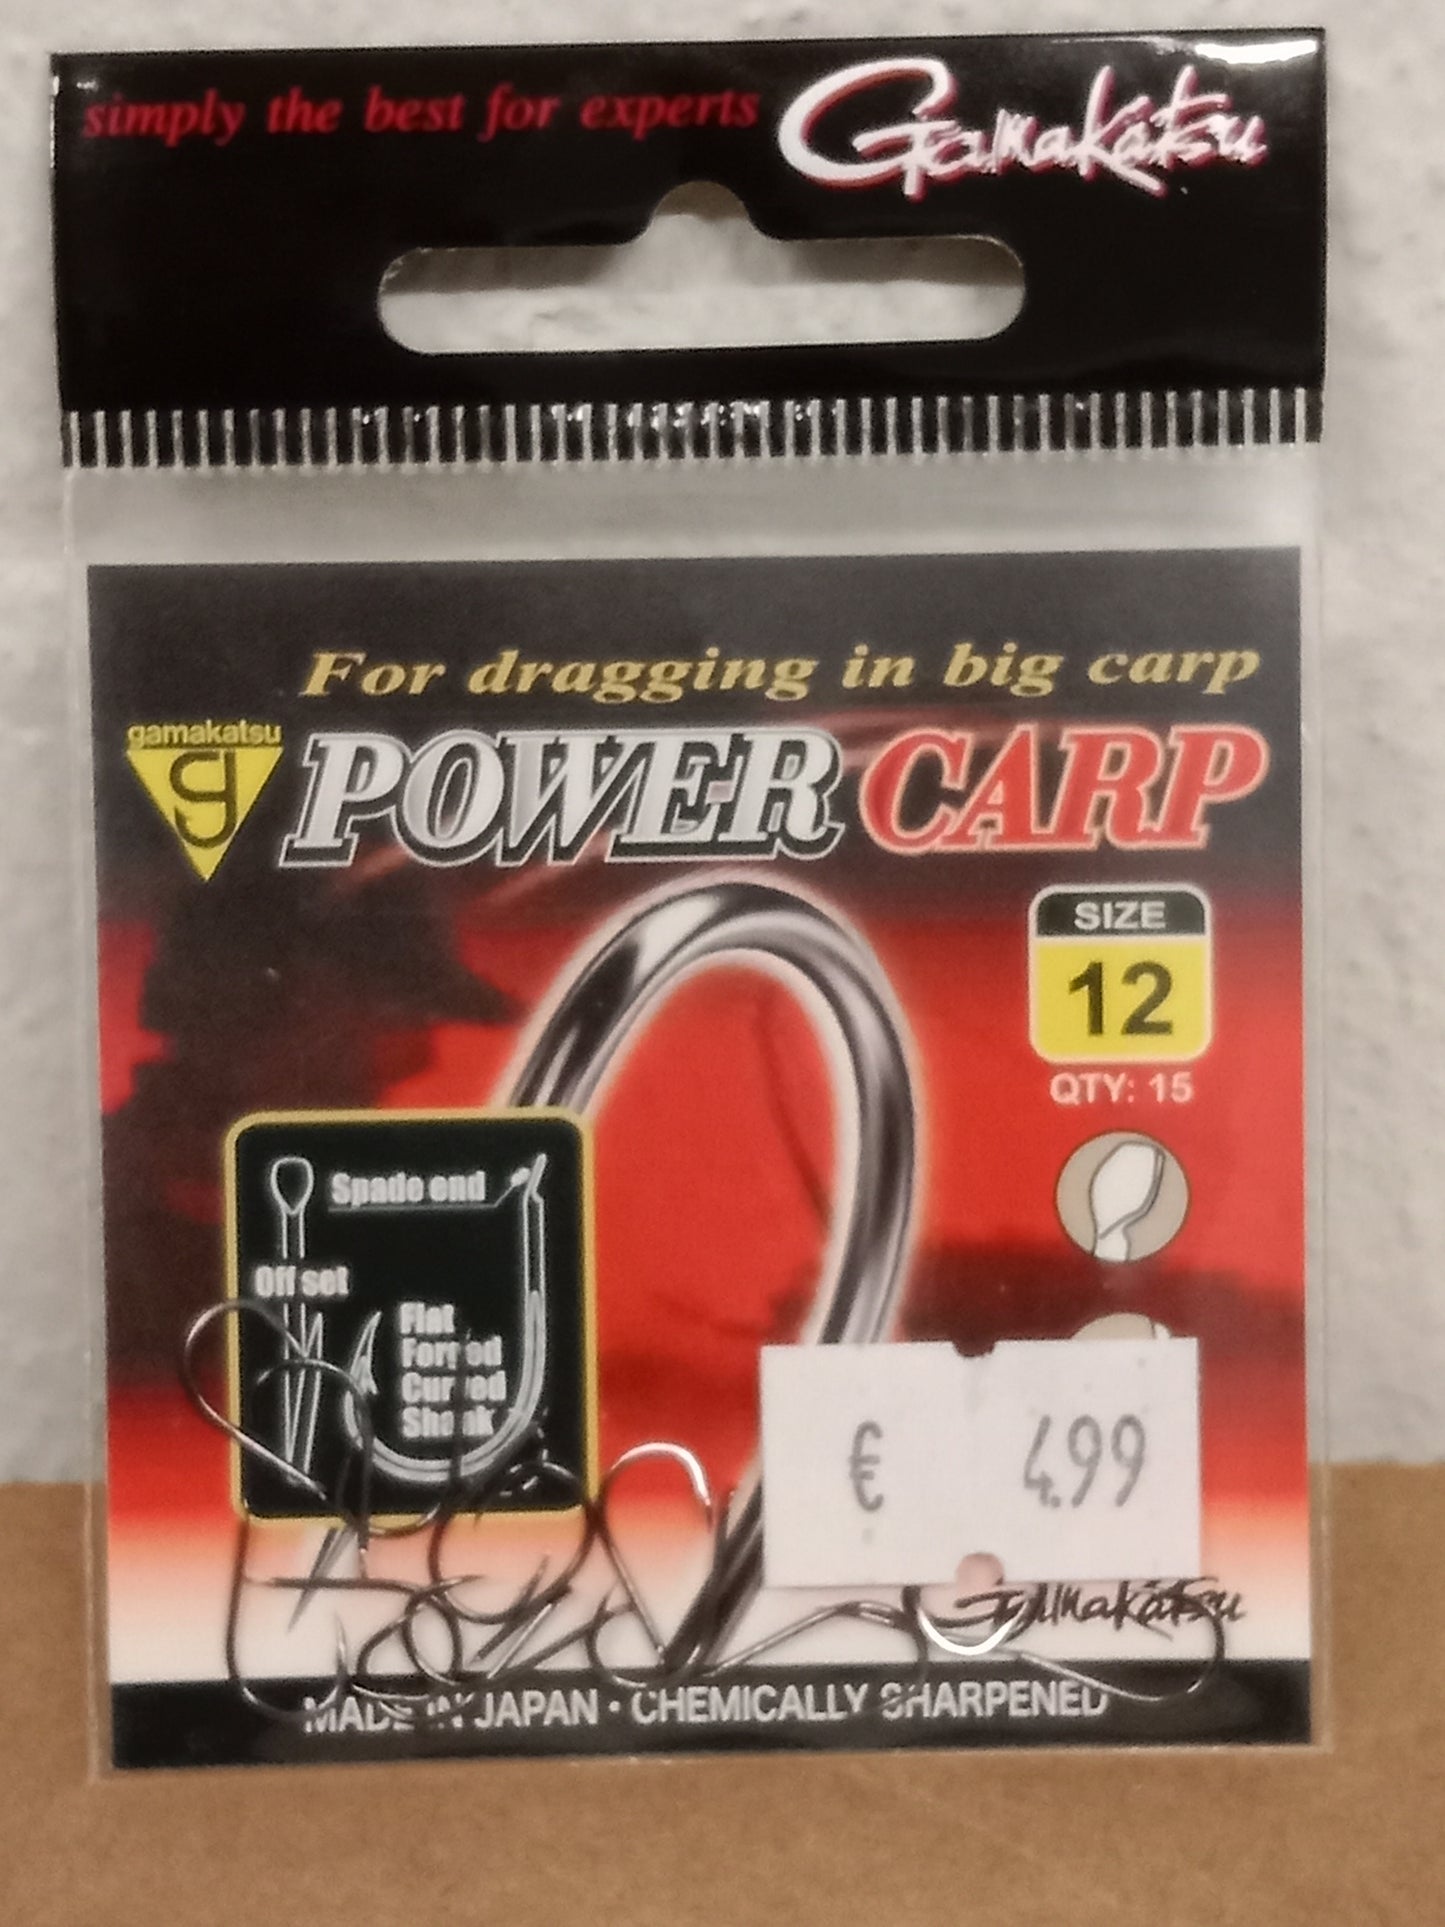 simply the best for experts
Gamakatsu
For dragging in big carp
gamakatsu
g
POWER CARP
SIZE
12
QTY: 15
Spade end
Off set
Flat
Forged
Curved
Shank
€ 4.99
Gamakatsu
MADE IN JAPAN · CHEMICALLY SHARPENED